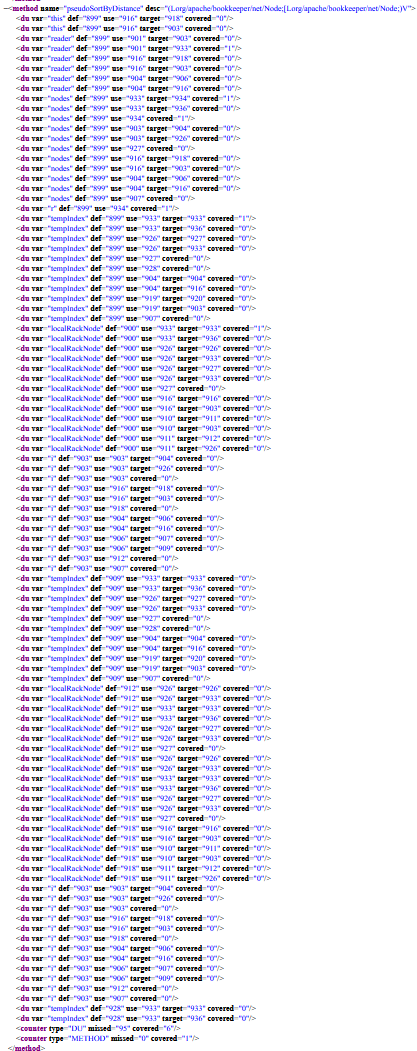 −<method name="pseudoSortByDistance" desc="(Lorg/apache/bookkeeper/net/Node;[Lorg/apache/bookkeeper/net/Node;)V">
<du var="this" def="899" use="916" target="918" covered="0"/>
<du var="this" def="899" use="916" target="903" covered="0"/>
<du var="reader" def="899" use="901" target="903" covered="0"/>
<du var="reader" def="899" use="901" target="933" covered="1"/>
<du var="reader" def="899" use="916" target="918" covered="0"/>
<du var="reader" def="899" use="916" target="903" covered="0"/>
<du var="reader" def="899" use="904" target="906" covered="0"/>
<du var="reader" def="899" use="904" target="916" covered="0"/>
<du var="nodes" def="899" use="933" target="934" covered="1"/>
<du var="nodes" def="899" use="933" target="936" covered="0"/>
<du var="nodes" def="899" use="934" covered="1"/>
<du var="nodes" def="899" use="903" target="904" covered="0"/>
<du var="nodes" def="899" use="903" target="926" covered="0"/>
<du var="nodes" def="899" use="927" covered="0"/>
<du var="nodes" def="899" use="916" target="918" covered="0"/>
<du var="nodes" def="899" use="916" target="903" covered="0"/>
<du var="nodes" def="899" use="904" target="906" covered="0"/>
<du var="nodes" def="899" use="904" target="916" covered="0"/>
<du var="nodes" def="899" use="907" covered="0"/>
<du var="r" def="899" use="934" covered="1"/>
<du var="tempIndex" def="899" use="933" target="933" covered="1"/>
<du var="tempIndex" def="899" use="933" target="936" covered="0"/>
<du var="tempIndex" def="899" use="926" target="927" covered="0"/>
<du var="tempIndex" def="899" use="926" target="933" covered="0"/>
<du var="tempIndex" def="899" use="927" covered="0"/>
<du var="tempIndex" def="899" use="928" covered="0"/>
<du var="tempIndex" def="899" use="904" target="904" covered="0"/>
<du var="tempIndex" def="899" use="904" target="916" covered="0"/>
<du var="tempIndex" def="899" use="919" target="920" covered="0"/>
<du var="tempIndex" def="899" use="919" target="903" covered="0"/>
<du var="tempIndex" def="899" use="907" covered="0"/>
<du var="localRackNode" def="900" use="933" target="933" covered="1"/>
<du var="localRackNode" def="900" use="933" target="936" covered="0"/>
<du var="localRackNode" def="900" use="926" target="926" covered="0"/>
<du var="localRackNode" def="900" use="926" target="933" covered="0"/>
<du var="localRackNode" def="900" use="926" target="927" covered="0"/>
<du var="localRackNode" def="900" use="926" target="933" covered="0"/>
<du var="localRackNode" def="900" use="927" covered="0"/>
<du var="localRackNode" def="900" use="916" target="916" covered="0"/>
<du var="localRackNode" def="900" use="916" target="903" covered="0"/>
<du var="localRackNode" def="900" use="910" target="911" covered="0"/>
<du var="localRackNode" def="900" use="910" target="903" covered="0"/>
<du var="localRackNode" def="900" use="911" target="912" covered="0"/>
<du var="localRackNode" def="900" use="911" target="926" covered="0"/>
<du var="i" def="903" use="903" target="904" covered="0"/>
<du var="i" def="903" use="903" target="926" covered="0"/>
<du var="i" def="903" use="903" covered="0"/>
<du var="i" def="903" use="916" target="918" covered="0"/>
<du var="i" def="903" use="916" target="903" covered="0"/>
<du var="i" def="903" use="918" covered="0"/>
<du var="i" def="903" use="904" target="906" covered="0"/>
<du var="i" def="903" use="904" target="916" covered="0"/>
<du var="i" def="903" use="906" target="907" covered="0"/>
<du var="i" def="903" use="906" target="909" covered="0"/>
<du var="i" def="903" use="912" covered="0"/>
<du var="i" def="903" use="907" covered="0"/>
<du var="tempIndex" def="909" use="933" target="933" covered="0"/>
<du var="tempIndex" def="909" use="933" target="936" covered="0"/>
<du var="tempIndex" def="909" use="926" target="927" covered="0"/>
<du var="tempIndex" def="909" use="926" target="933" covered="0"/>
<du var="tempIndex" def="909" use="927" covered="0"/>
<du var="tempIndex" def="909" use="928" covered="0"/>
<du var="tempIndex" def="909" use="904" target="904" covered="0"/>
<du var="tempIndex" def="909" use="904" target="916" covered="0"/>
<du var="tempIndex" def="909" use="919" target="920" covered="0"/>
<du var="tempIndex" def="909" use="919" target="903" covered="0"/>
<du var="tempIndex" def="909" use="907" covered="0"/>
<du var="localRackNode" def="912" use="926" target="926" covered="0"/>
<du var="localRackNode" def="912" use="926" target="933" covered="0"/>
<du var="localRackNode" def="912" use="933" target="933" covered="0"/>
<du var="localRackNode" def="912" use="933" target="936" covered="0"/>
<du var="localRackNode" def="912" use="926" target="927" covered="0"/>
<du var="localRackNode" def="912" use="926" target="933" covered="0"/>
<du var="localRackNode" def="912" use="927" covered="0"/>
<du var="localRackNode" def="918" use="926" target="926" covered="0"/>
<du var="localRackNode" def="918" use="926" target="933" covered="0"/>
<du var="localRackNode" def="918" use="933" target="933" covered="0"/>
<du var="localRackNode" def="918" use="933" target="936" covered="0"/>
<du var="localRackNode" def="918" use="926" target="927" covered="0"/>
<du var="localRackNode" def="918" use="926" target="933" covered="0"/>
<du var="localRackNode" def="918" use="927" covered="0"/>
<du var="localRackNode" def="918" use="916" target="916" covered="0"/>
<du var="localRackNode" def="918" use="916" target="903" covered="0"/>
<du var="localRackNode" def="918" use="910" target="911" covered="0"/>
<du var="localRackNode" def="918" use="910" target="903" covered="0"/>
<du var="localRackNode" def="918" use="911" target="912" covered="0"/>
<du var="localRackNode" def="918" use="911" target="926" covered="0"/>
<du var="i" def="903" use="903" target="904" covered="0"/>
<du var="i" def="903" use="903" target="926" covered="0"/>
<du var="i" def="903" use="903" covered="0"/>
<du var="i" def="903" use="916" target="918" covered="0"/>
<du var="i" def="903" use="916" target="903" covered="0"/>
<du var="i" def="903" use="918" covered="0"/>
<du var="i" def="903" use="904" target="906" covered="0"/>
<du var="i" def="903" use="904" target="916" covered="0"/>
<du var="i" def="903" use="906" target="907" covered="0"/>
<du var="i" def="903" use="906" target="909" covered="0"/>
<du var="i" def="903" use="912" covered="0"/>
<du var="i" def="903" use="907" covered="0"/>
<du var="tempIndex" def="928" use="933" target="933" covered="0"/>
<du var="tempIndex" def="928" use="933" target="936" covered="0"/>
<counter type="DU" missed="95" covered="6"/>
<counter type="METHOD" missed="0" covered="1"/>
</method>